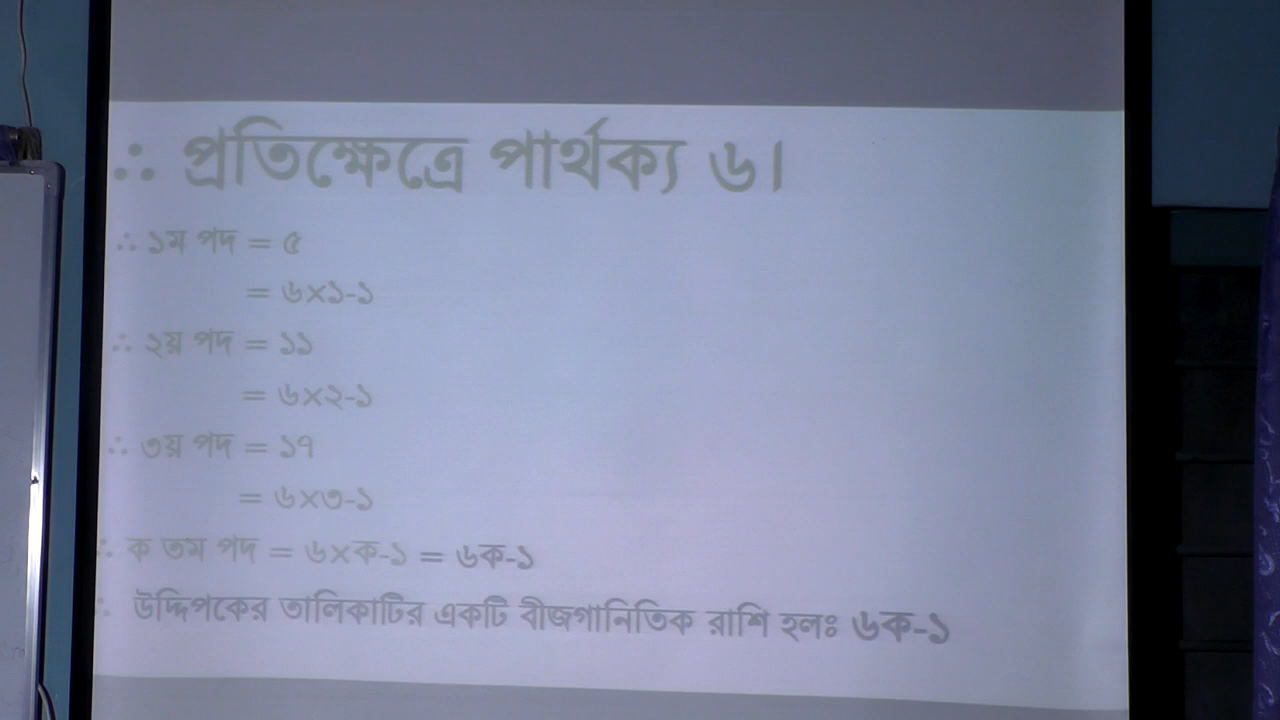 ∴ প্রতিক্ষেত্রে পার্থক্য ৬।
∴ ১ম পদ = ৫
= ৬×১-১
∴ ২য় পদ = ১১
= ৬×২-১
∴ ৩য় পদ = ১৭
= ৬×৩-১
∴ ক তম পদ = ৬×ক-১ = ৬ক-১
∴ উদ্দিপকের তালিকাটির একটি বীজগানিতিক রাশি হলঃ ৬ক-১